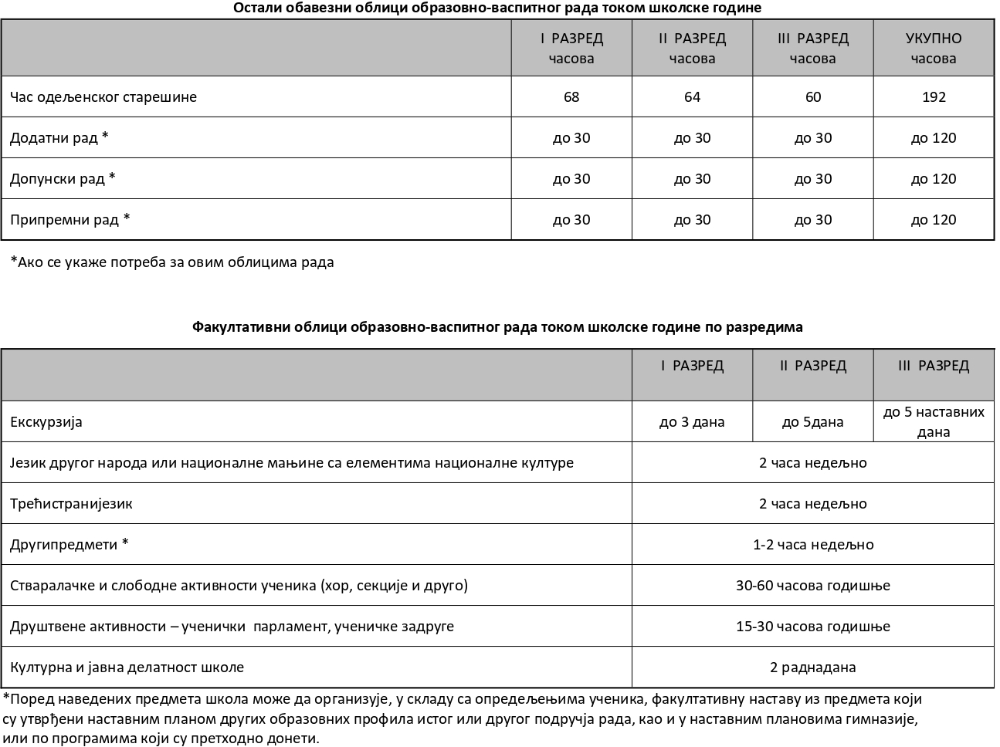 Остали обавезни облици образовно-васпитног рада током школске године
I РАЗРЕД часова II РАЗРЕД часова III РАЗРЕД часова УКУПНО часова
Час одељенског старешине 68 64 60 192
Додатни рад * до 30 до 30 до 30 до 120
Допунски рад * до 30 до 30 до 30 до 120
Припремни рад * до 30 до 30 до 30 до 120
*Ако се укаже потреба за овим облицима рада
Факултативни облици образовно-васпитног рада током школске године по разредима
I РАЗРЕД II РАЗРЕД III РАЗРЕД
Екскурзија до 3 дана до 5дана до 5 наставних дана
Језик другог народа или националне мањине са елементима националне културе 2 часа недељно
Трећистранијезик 2 часа недељно
Другипредмети * 1-2 часа недељно
Стваралачке и слободне активности ученика (хор, секције и друго) 30-60 часова годишње
Друштвене активности – ученички парламент, ученичке задруге 15-30 часова годишње
Културна и јавна делатност школе 2 раднадана
*Поред наведених предмета школа може да организује, у складу са опредељењима ученика, факултативну наставу из предмета који
су утврђени наставним планом других образовних профила истог или другог подручја рада, као и у наставним плановима гимназије,
или по програмима који су претходно донети.